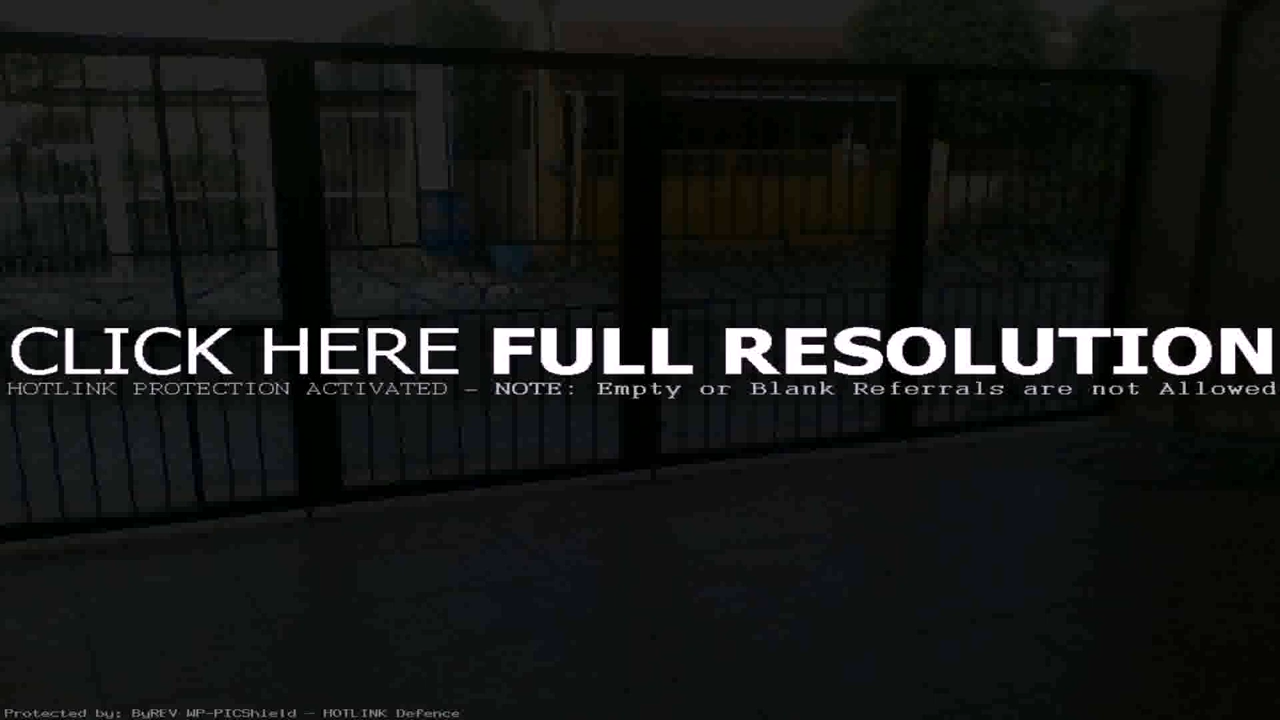 CLICK HERE FULL RESOLUTION
HOTLINK PROTECTION ACTIVATED - NOTE: Empty or Blank Referrals are not Allowed
Protected by: ByREV WP-PICShield - HOTLINK Defence